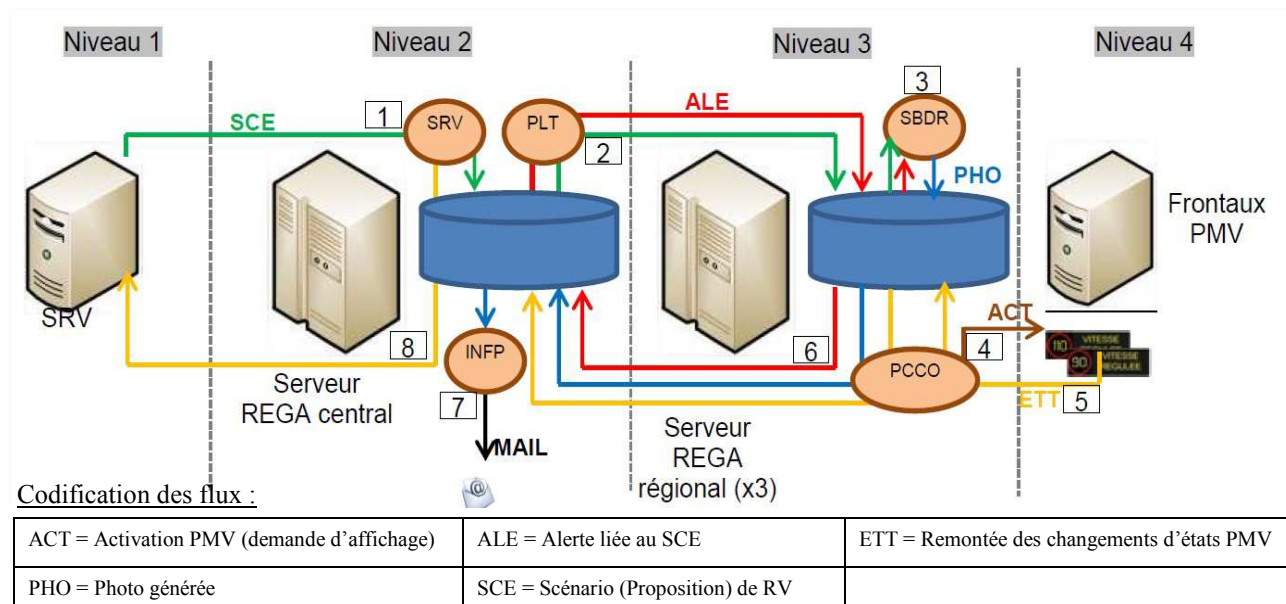 Niveau 1
Niveau 2
Niveau 3
Niveau 4
3
1
SCE
SRV
PLT
ALE
SBDR
2
PHO
Frontaux
PMV
SRV
ACT
110 VITESSE
REGULEE
90 VITESSE
REGULEE
8
INFP
6
PCCO
4
Serveur
REGA central
7
ETT
5
MAIL
Serveur
REGA
régional (x3)
@
Codification des flux :
ACT = Activation PMV (demande d’affichage)
ALE = Alerte liée au SCE
ETT = Remontée des changements d’états PMV
PHO = Photo générée
SCE = Scénario (Proposition) de RV